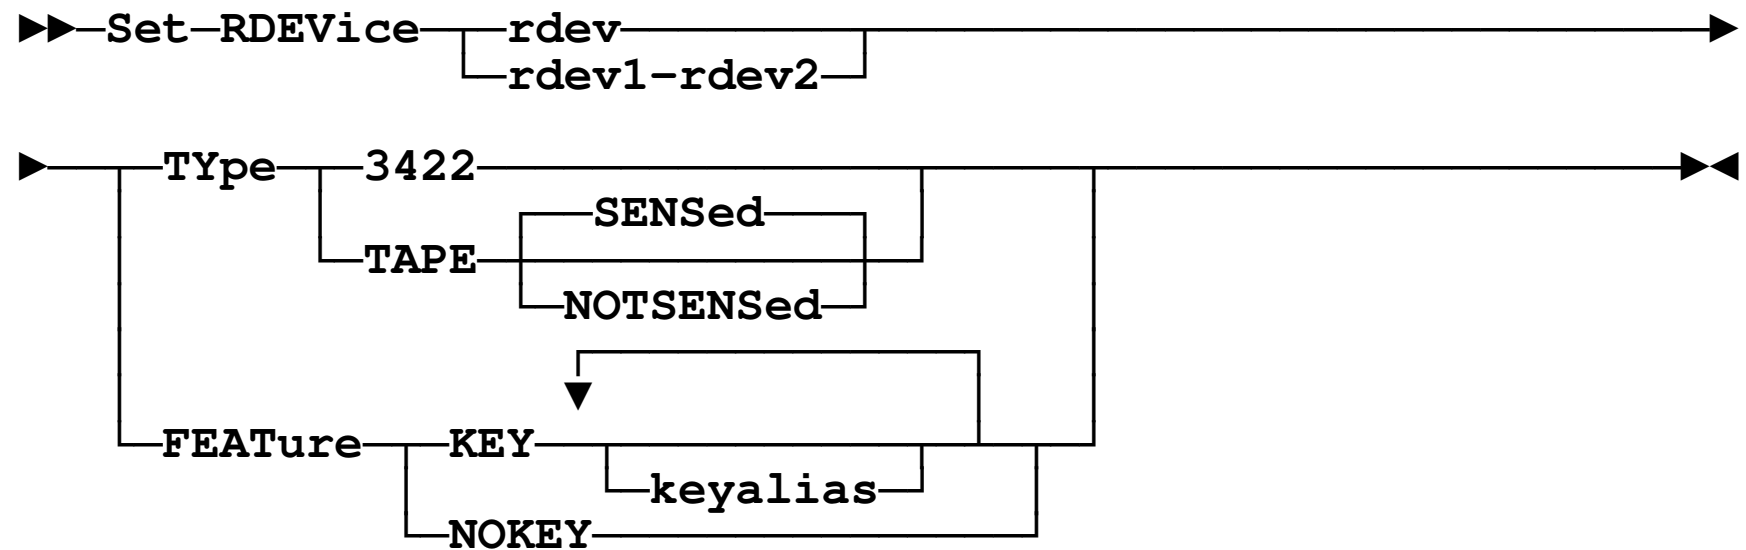 Set RDEVice rdev
rdev1-rdev2
TYpe 3422
SENSed
TAPE
NOTSENSed
FEATure KEY
keyalias
NOKEY